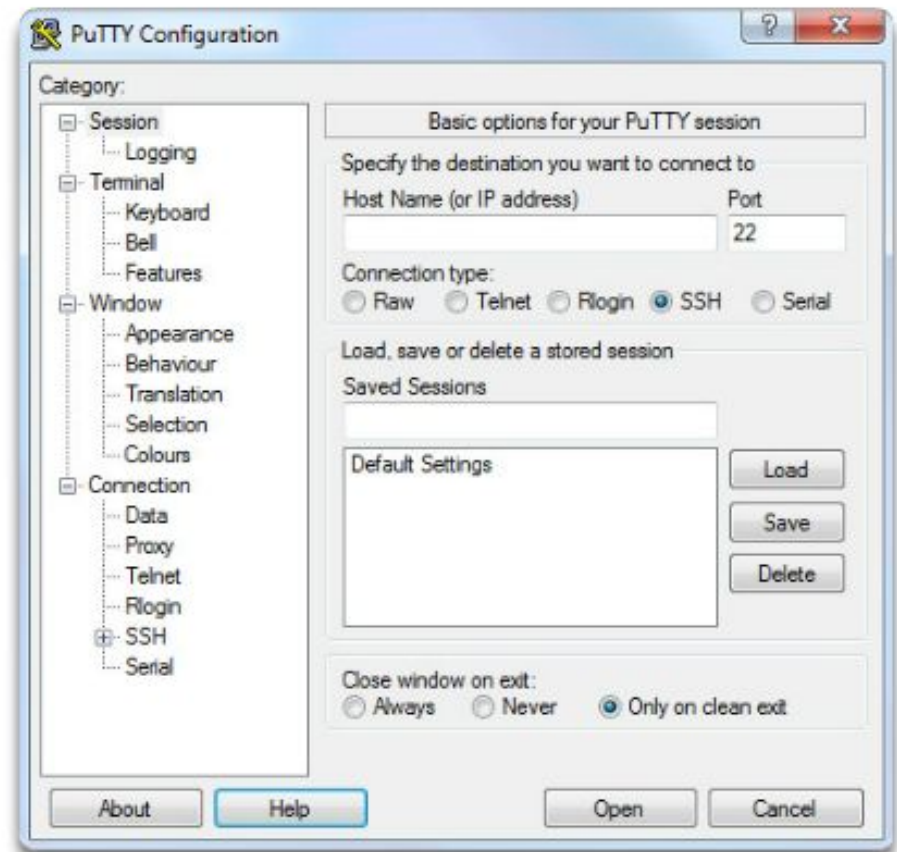 PuTTY Configuration
?
Category:
Session
Logging
Terminal
Keyboard
Bell
Features
Window
Appearance
Behaviour
Translation
Selection
Colours
Connection
Data
Proxy
Telnet
Rlogin
SSH
Serial
Basic options for your PuTTY session
Specify the destination you want to connect to
Host Name (or IP address) Port
22
Connection type:
Raw Telnet Rlogin SSH Serial
Load, save or delete a stored session
Saved Sessions
Default Settings
Load
Save
Delete
Close window on exit:
Always Never Only on clean exit
About Help Open Cancel